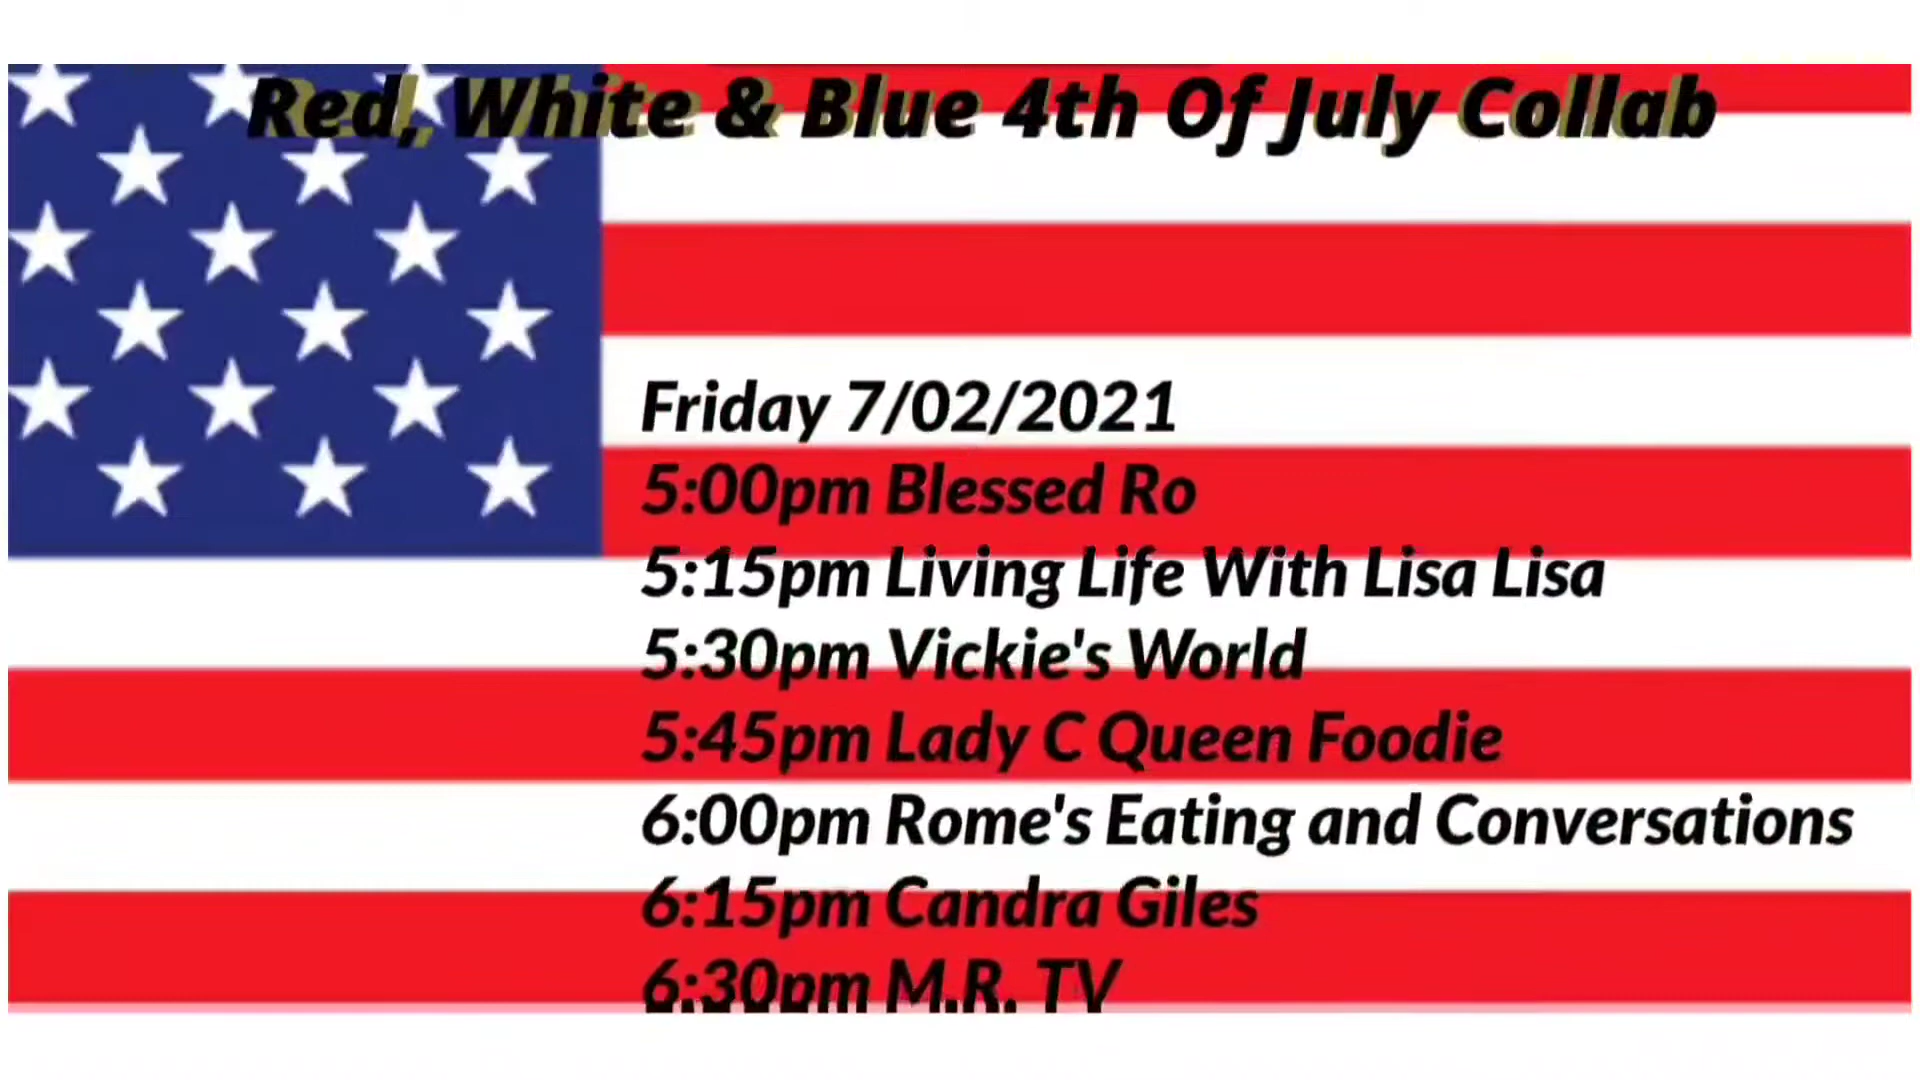 Red, White & Blue 4th Of July Collab
Friday 7/02/2021
5:00pm Blessed Ro
5:15pm Living Life With Lisa Lisa
5:30pm Vickie's World
5:45pm Lady C Queen Foodie
6:00pm Rome's Eating and Conversations
6:15pm Candra Giles
6:30pm M.R. TV